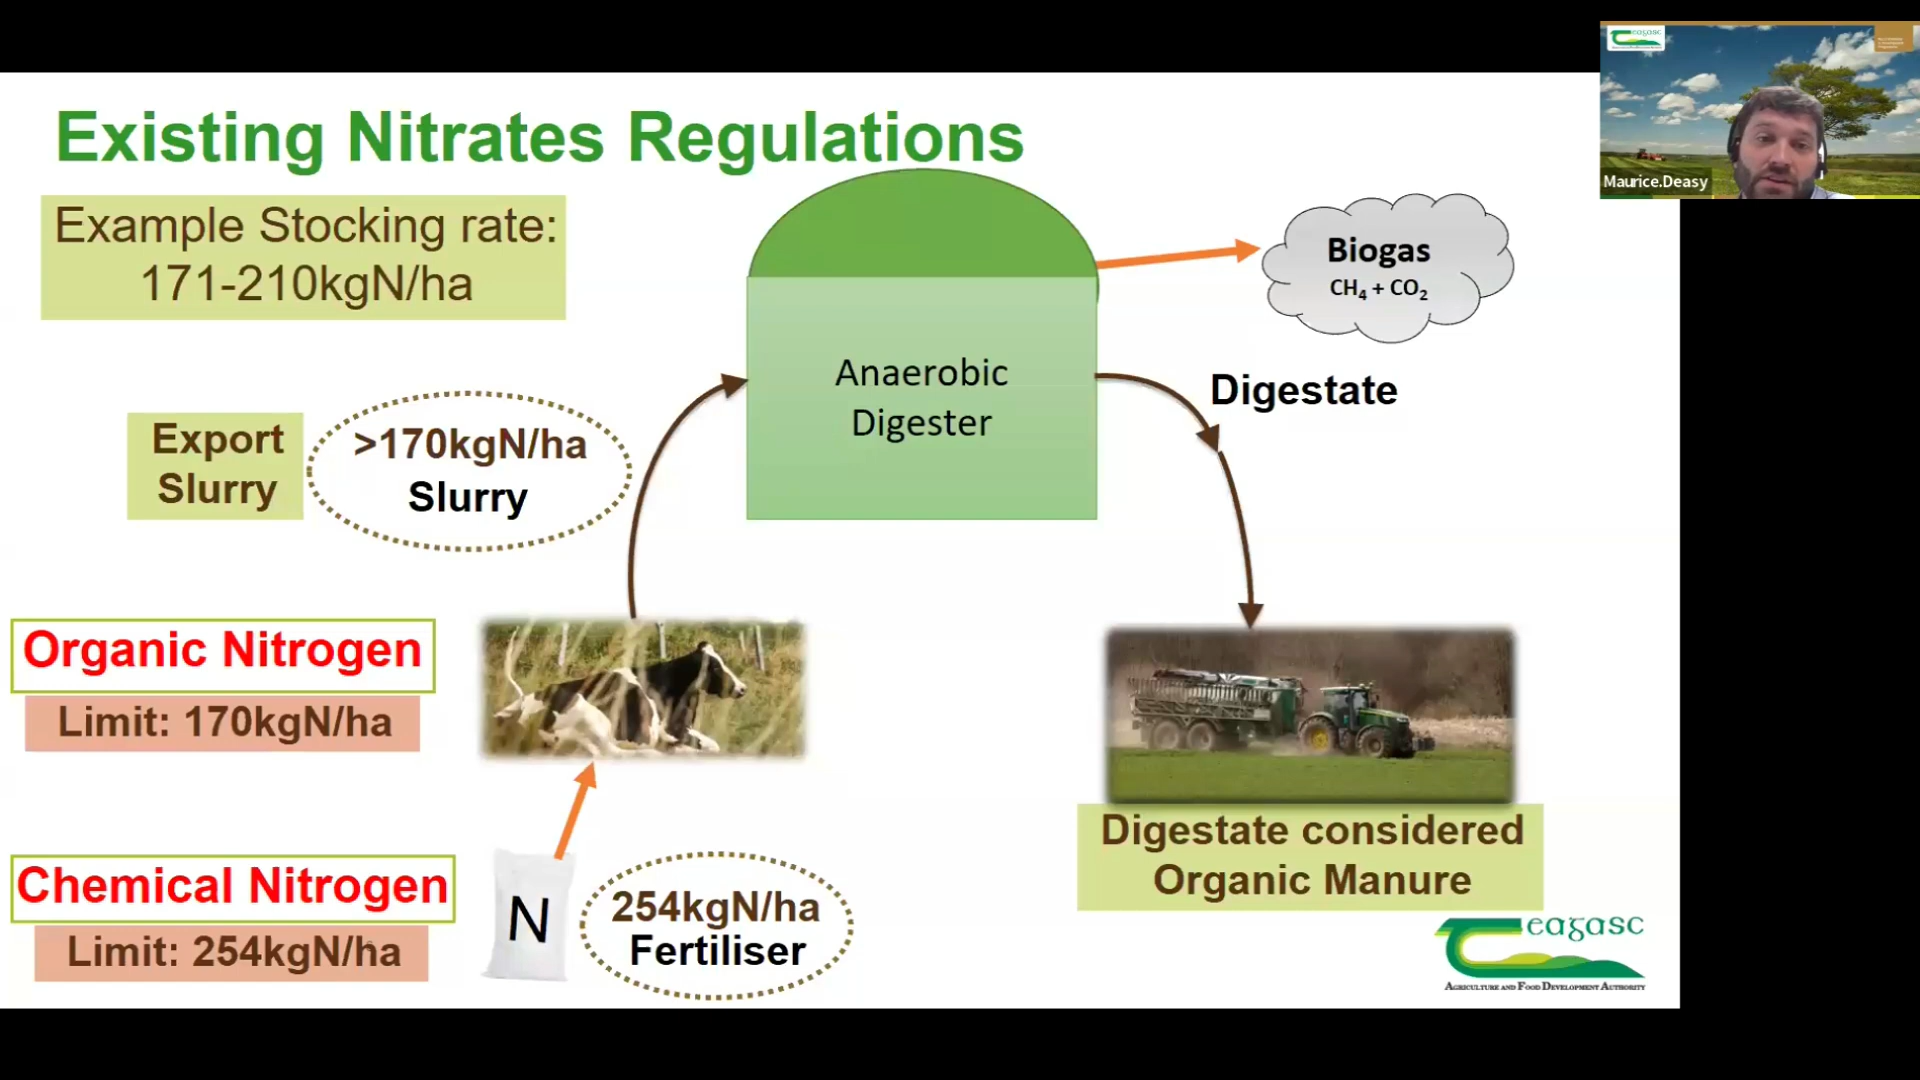 Existing Nitrates Regulations
Example Stocking rate:
171-210kgN/ha
Biogas
CH₄ + CO₂
Anaerobic
Digester
Digestate
Export
Slurry
>170kgN/ha
Slurry
Organic Nitrogen
Limit: 170kgN/ha
Chemical Nitrogen
Limit: 254kgN/ha
N
254kgN/ha
Fertiliser
Digestate considered
Organic Manure
Teagasc
AGRICULTURE AND FOOD DEVELOPMENT AUTHORITY
Teagasc
Maurice.Deasy